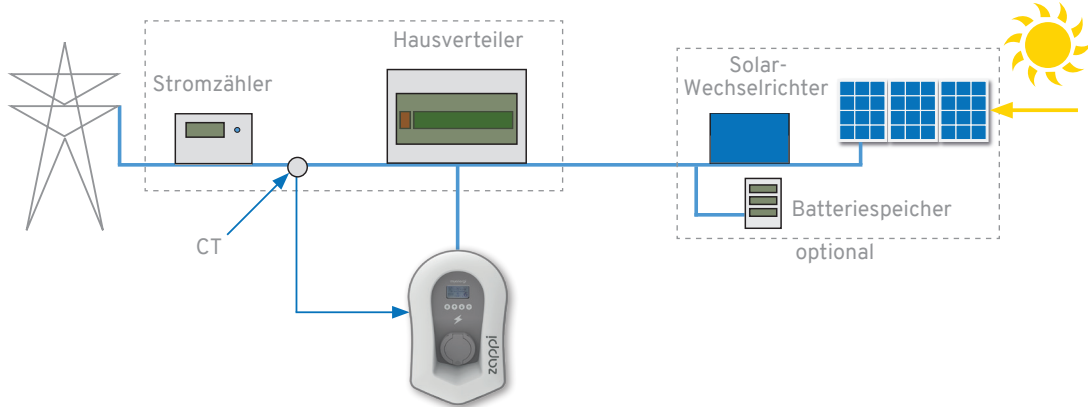 Hausverteiler
Stromzähler
Solar-
Wechselrichter
Batteriespeicher
CT
optional
zappi